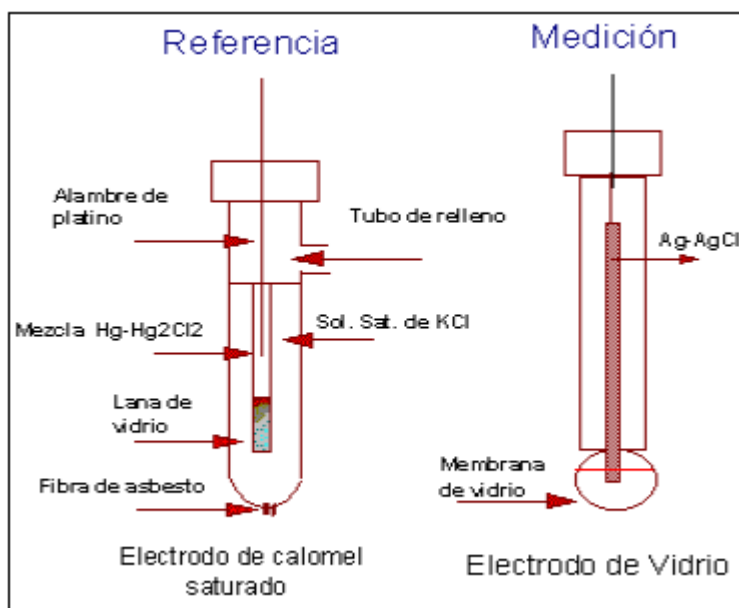 Referencia
Medición
Alambre de
platino
Tubo de relleno
Ag-AgCl
Mezcla Hg-Hg2Cl2
Sol. Sat. de KCl
Lana de
vidrio
Membrana
de vidrio
Fibra de asbesto
Electrodo de calomel
saturado
Electrodo de Vidrio